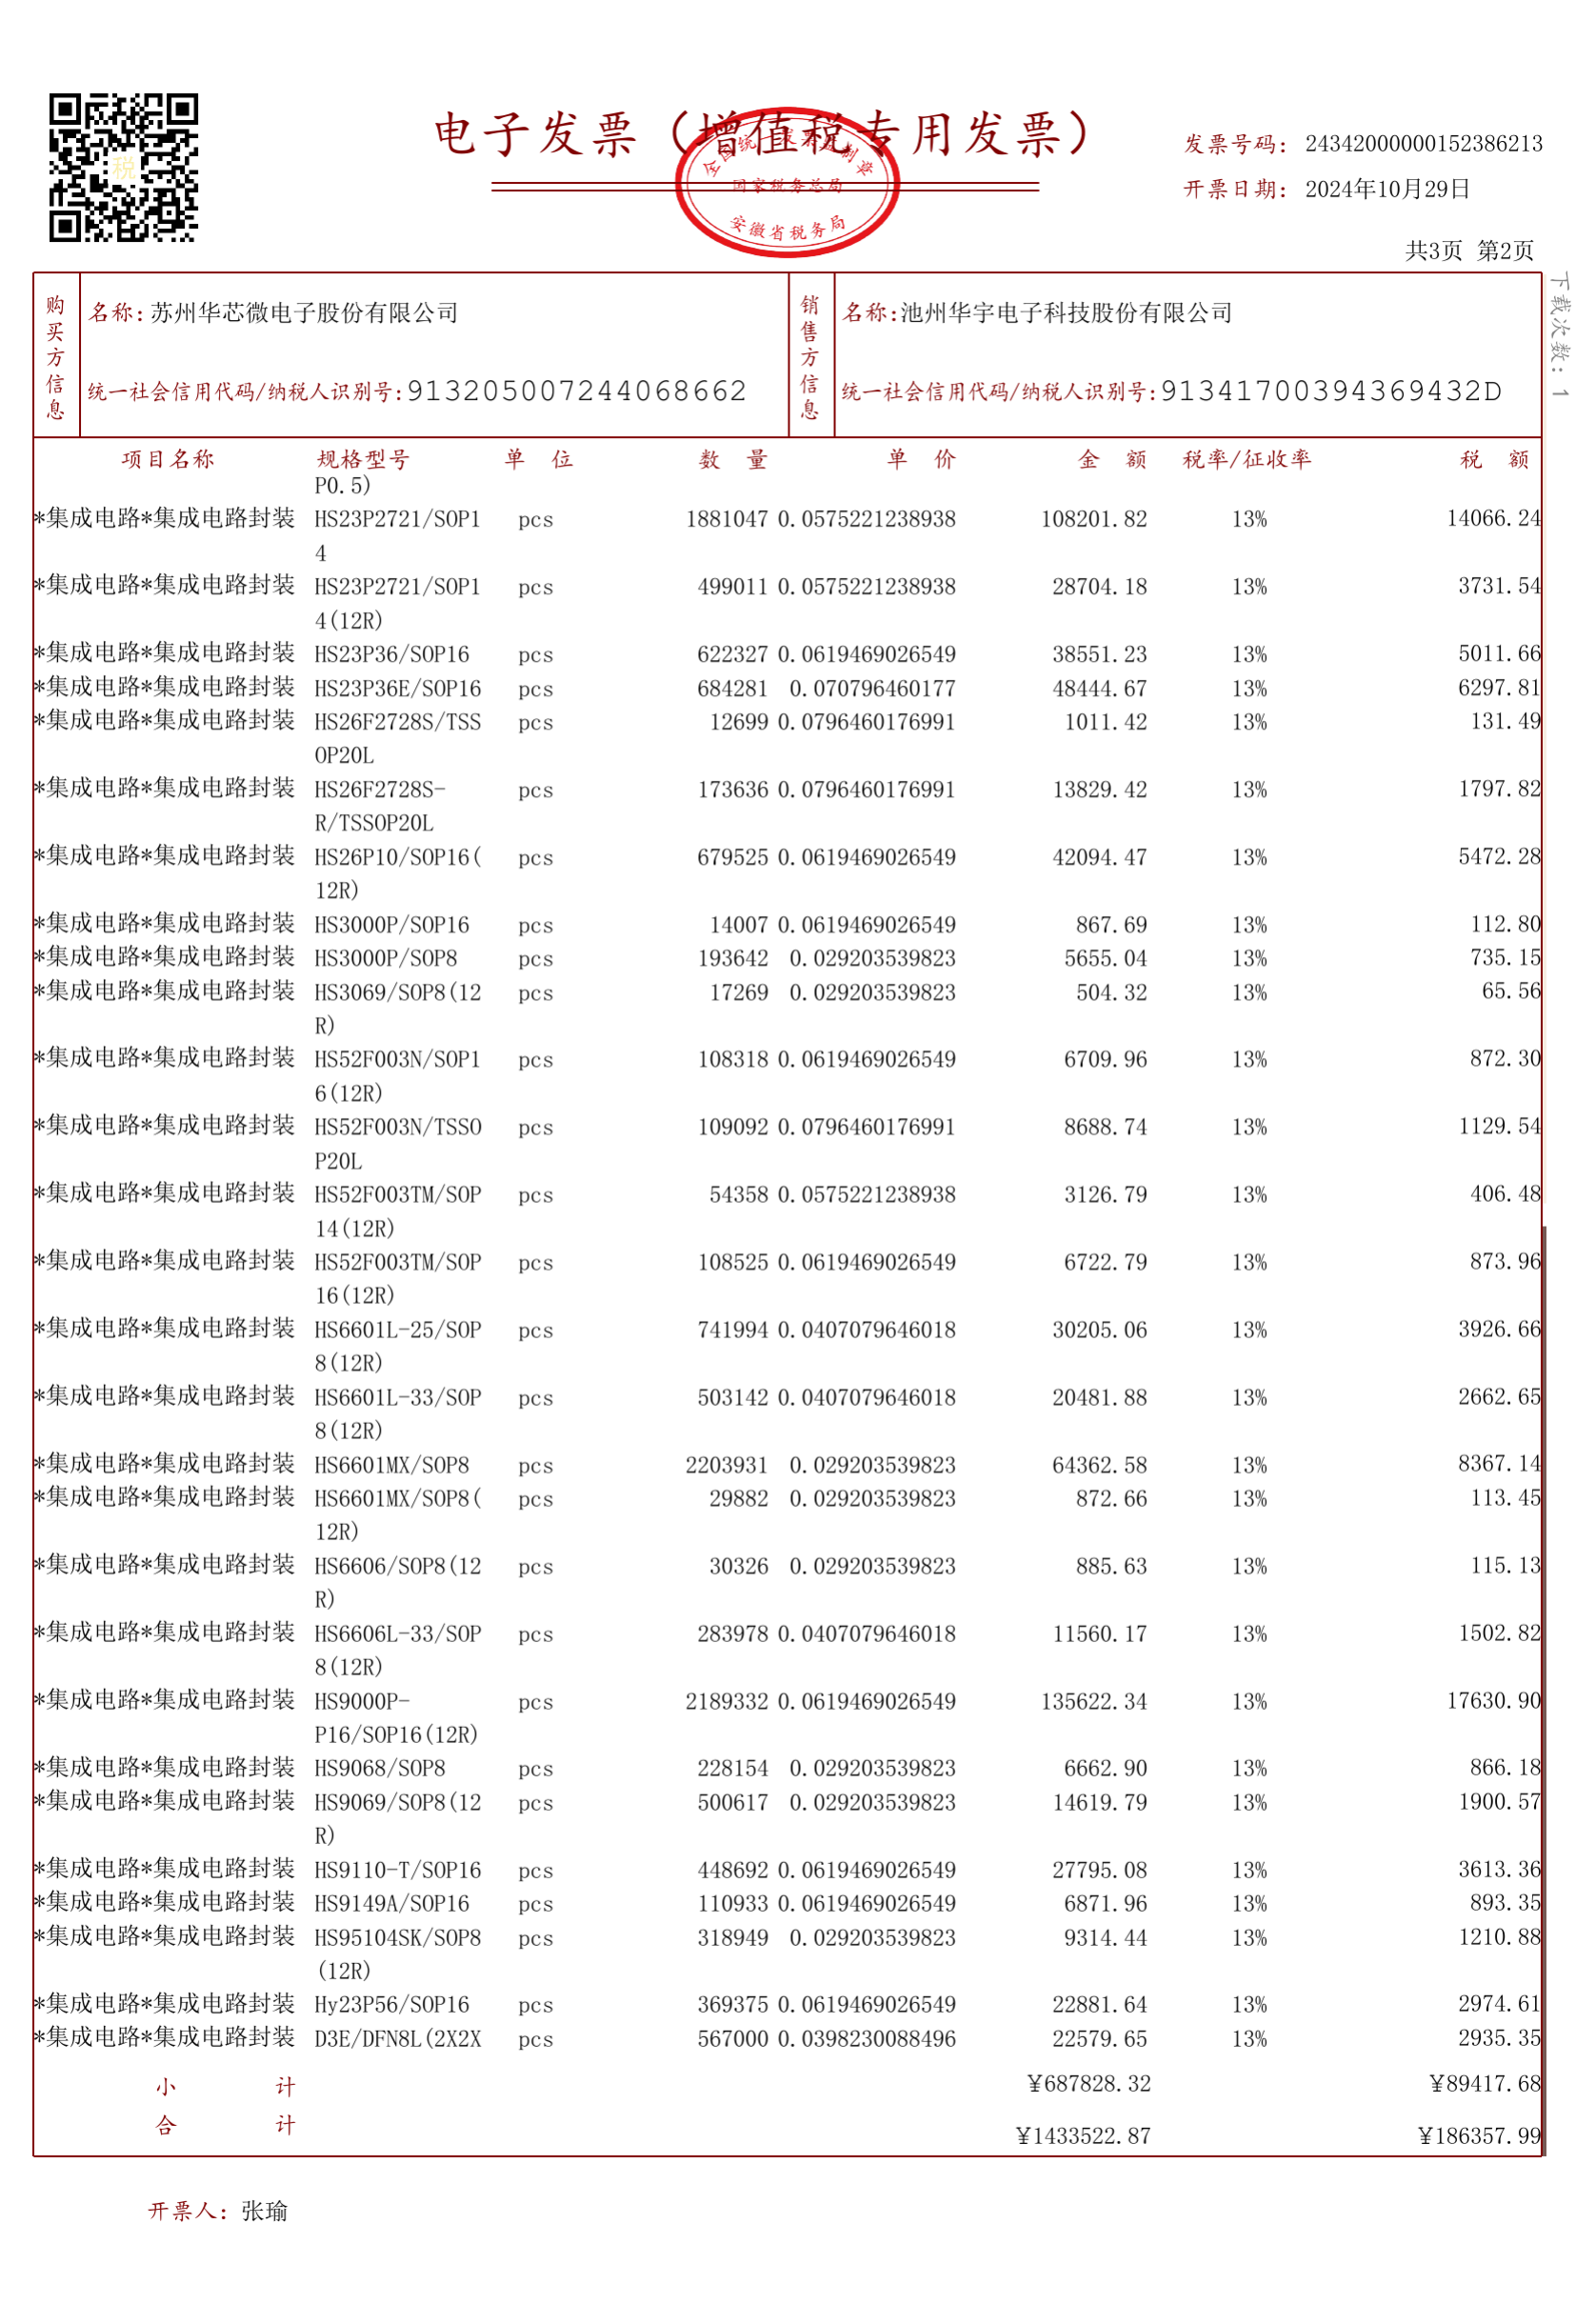 电子发票（增值税专用发票）
税
全国统一发票监制章
国家税务总局
安徽省税务局
发票号码：24342000000152386213
开票日期：2024年10月29日
共3页 第2页
下载次数：1
购买方信息
名称:苏州华芯微电子股份有限公司
统一社会信用代码/纳税人识别号:913205007244068662
销售方信息
名称:池州华宇电子科技股份有限公司
统一社会信用代码/纳税人识别号:91341700394369432D
项目名称 规格型号 单 位 数 量 单 价 金 额 税率/征收率 税 额
P0.5)
*集成电路*集成电路封装 HS23P2721/SOP1 pcs 1881047 0.0575221238938 108201.82 13% 14066.24
4
*集成电路*集成电路封装 HS23P2721/SOP1 pcs 499011 0.0575221238938 28704.18 13% 3731.54
4(12R)
*集成电路*集成电路封装 HS23P36/SOP16 pcs 622327 0.0619469026549 38551.23 13% 5011.66
*集成电路*集成电路封装 HS23P36E/SOP16 pcs 684281 0.070796460177 48444.67 13% 6297.81
*集成电路*集成电路封装 HS26F2728S/TSS pcs 12699 0.0796460176991 1011.42 13% 131.49
OP20L
*集成电路*集成电路封装 HS26F2728S- pcs 173636 0.0796460176991 13829.42 13% 1797.82
R/TSSOP20L
*集成电路*集成电路封装 HS26P10/SOP16( pcs 679525 0.0619469026549 42094.47 13% 5472.28
12R)
*集成电路*集成电路封装 HS3000P/SOP16 pcs 14007 0.0619469026549 867.69 13% 112.80
*集成电路*集成电路封装 HS3000P/SOP8 pcs 193642 0.029203539823 5655.04 13% 735.15
*集成电路*集成电路封装 HS3069/SOP8(12 pcs 17269 0.029203539823 504.32 13% 65.56
R)
*集成电路*集成电路封装 HS52F003N/SOP1 pcs 108318 0.0619469026549 6709.96 13% 872.30
6(12R)
*集成电路*集成电路封装 HS52F003N/TSSO pcs 109092 0.0796460176991 8688.74 13% 1129.54
P20L
*集成电路*集成电路封装 HS52F003TM/SOP pcs 54358 0.0575221238938 3126.79 13% 406.48
14(12R)
*集成电路*集成电路封装 HS52F003TM/SOP pcs 108525 0.0619469026549 6722.79 13% 873.96
16(12R)
*集成电路*集成电路封装 HS6601L-25/SOP pcs 741994 0.0407079646018 30205.06 13% 3926.66
8(12R)
*集成电路*集成电路封装 HS6601L-33/SOP pcs 503142 0.0407079646018 20481.88 13% 2662.65
8(12R)
*集成电路*集成电路封装 HS6601MX/SOP8 pcs 2203931 0.029203539823 64362.58 13% 8367.14
*集成电路*集成电路封装 HS6601MX/SOP8( pcs 29882 0.029203539823 872.66 13% 113.45
12R)
*集成电路*集成电路封装 HS6606/SOP8(12 pcs 30326 0.029203539823 885.63 13% 115.13
R)
*集成电路*集成电路封装 HS6606L-33/SOP pcs 283978 0.0407079646018 11560.17 13% 1502.82
8(12R)
*集成电路*集成电路封装 HS9000P- pcs 2189332 0.0619469026549 135622.34 13% 17630.90
P16/SOP16(12R)
*集成电路*集成电路封装 HS9068/SOP8 pcs 228154 0.029203539823 6662.90 13% 866.18
*集成电路*集成电路封装 HS9069/SOP8(12 pcs 500617 0.029203539823 14619.79 13% 1900.57
R)
*集成电路*集成电路封装 HS9110-T/SOP16 pcs 448692 0.0619469026549 27795.08 13% 3613.36
*集成电路*集成电路封装 HS9149A/SOP16 pcs 110933 0.0619469026549 6871.96 13% 893.35
*集成电路*集成电路封装 HS95104SK/SOP8 pcs 318949 0.029203539823 9314.44 13% 1210.88
(12R)
*集成电路*集成电路封装 Hy23P56/SOP16 pcs 369375 0.0619469026549 22881.64 13% 2974.61
*集成电路*集成电路封装 D3E/DFN8L(2X2X pcs 567000 0.0398230088496 22579.65 13% 2935.35
小 计 ¥687828.32 ¥89417.68
合 计 ¥1433522.87 ¥186357.99
开票人：张瑜